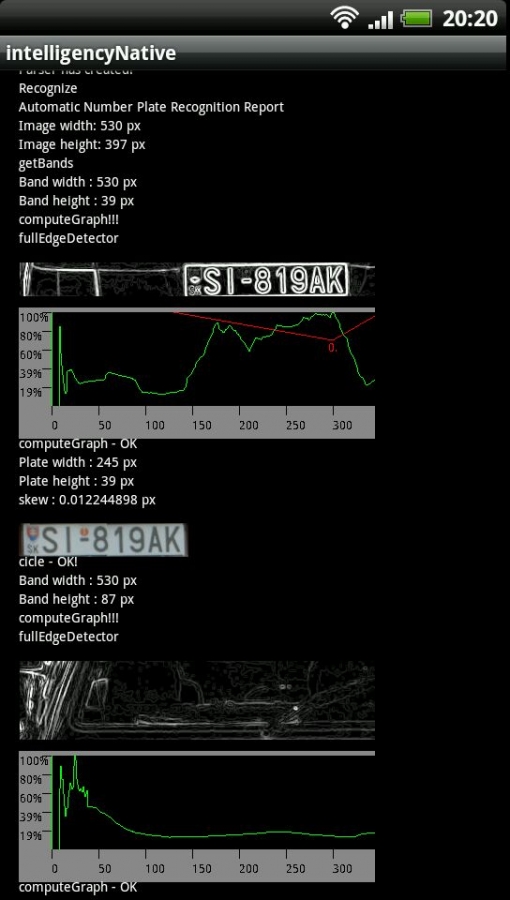 20:20
intelligencyNative
Parser has created!
Recognize
Automatic Number Plate Recognition Report
Image width: 530 px
Image height: 397 px
getBands
Band width : 530 px
Band height : 39 px
computeGraph!!!
fullEdgeDetector
SK SI-819AK
100%
80%
60%
39%
19%
0.
0 50 100 150 200 250 300
computeGraph - OK
Plate width : 245 px
Plate height : 39 px
skew : 0.012244898 px
SK SI-819AK
cicle - OK!
Band width : 530 px
Band height : 87 px
computeGraph!!!
fullEdgeDetector
100%
80%
60%
39%
19%
0 50 100 150 200 250 300
computeGraph - OK